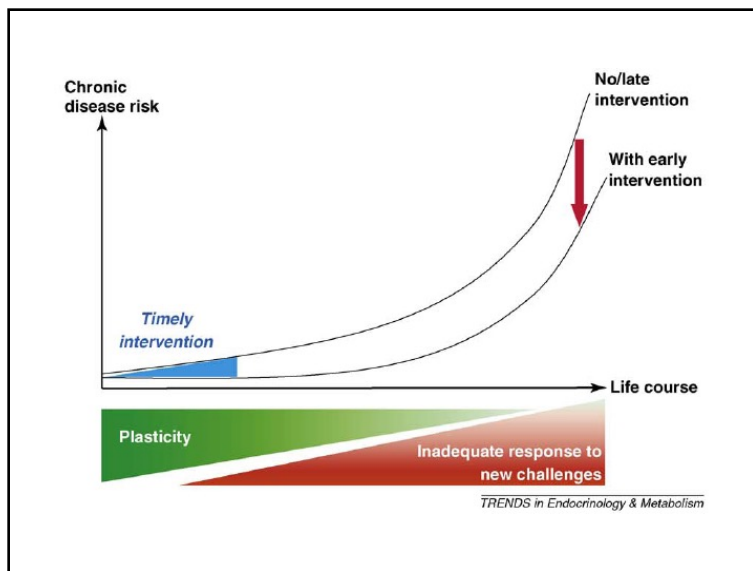 Chronic
disease risk
No/late
intervention
With early
intervention
Timely
intervention
Life course
Plasticity
Inadequate response to
new challenges
TRENDS in Endocrinology & Metabolism